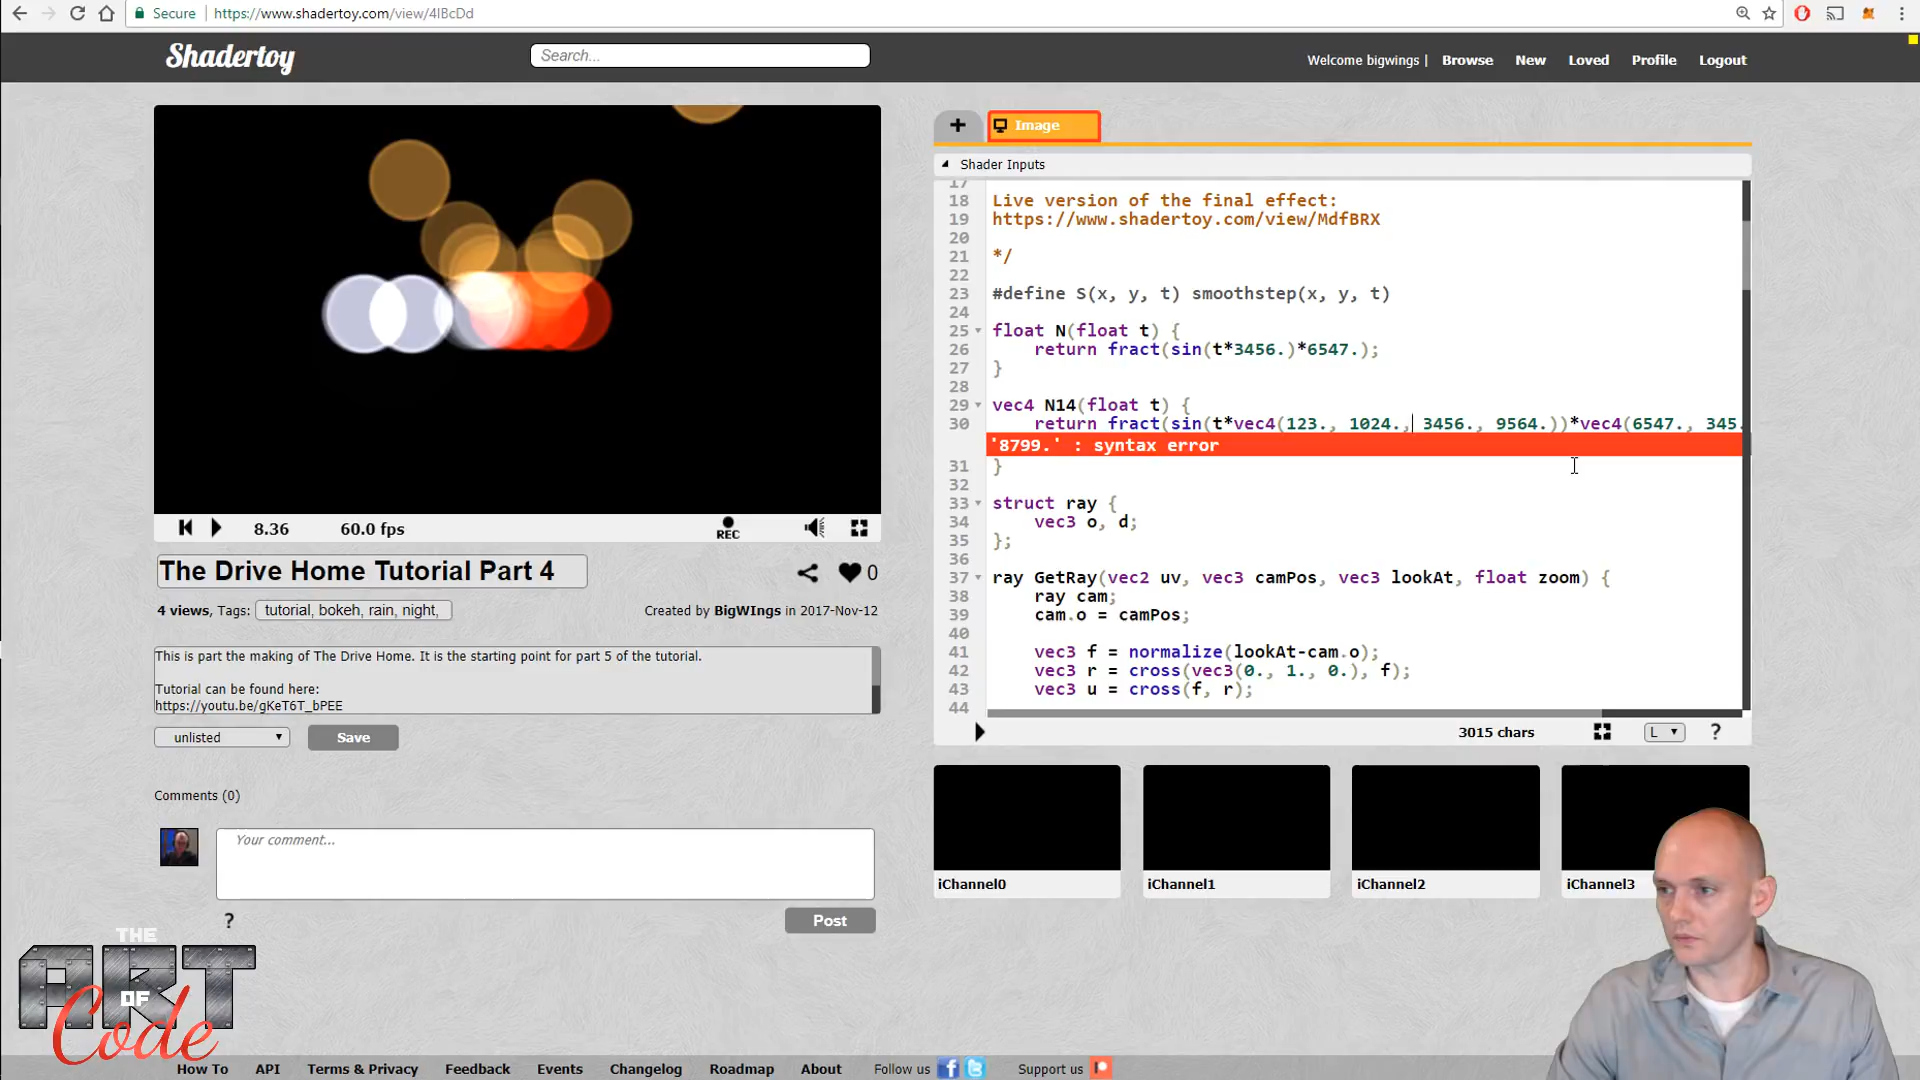 Secure https://www.shadertoy.com/view/4lBcDd
Shadertoy
Search...
Welcome bigwings | Browse New Loved Profile Logout
+ Image
Shader Inputs
17
18 Live version of the final effect:
19 https://www.shadertoy.com/view/MdfBRX
20
21 */
22
23 #define S(x, y, t) smoothstep(x, y, t)
24
25 float N(float t) {
26 return fract(sin(t*3456.)*6547.);
27 }
28
29 vec4 N14(float t) {
30 return fract(sin(t*vec4(123., 1024., 3456., 9564.))*vec4(6547., 345.
'8799.' : syntax error
31 }
32
33 struct ray {
34 vec3 o, d;
35 };
36
37 ray GetRay(vec2 uv, vec3 camPos, vec3 lookAt, float zoom) {
38 ray cam;
39 cam.o = camPos;
40
41 vec3 f = normalize(lookAt-cam.o);
42 vec3 r = cross(vec3(0., 1., 0.), f);
43 vec3 u = cross(f, r);
44
3015 chars L ?
8.36 60.0 fps REC
The Drive Home Tutorial Part 4
0
4 views, Tags: tutorial, bokeh, rain, night,
Created by BigWIngs in 2017-Nov-12
This is part the making of The Drive Home. It is the starting point for part 5 of the tutorial.
Tutorial can be found here:
https://youtu.be/gKeT6T_bPEE
unlisted Save
Comments (0)
Your comment...
? Post
iChannel0 iChannel1 iChannel2 iChannel3
THE
ART
OF
Code
How To API Terms & Privacy Feedback Events Changelog Roadmap About Follow us Support us